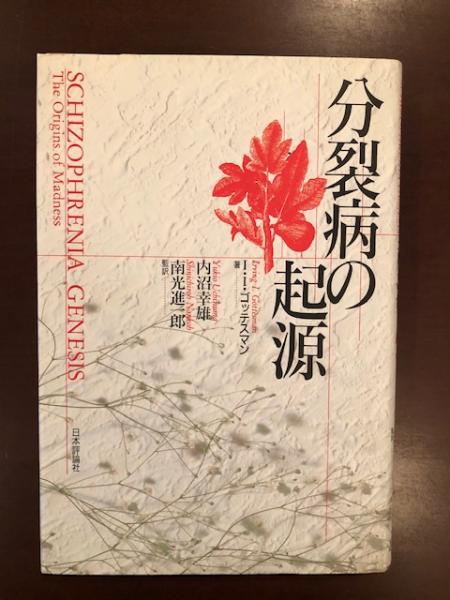 分裂病の
起源
Irving I. Gottesman
I・I・ゴッテスマン
著
Yukio Uchinuma
内沼幸雄
Shinichiroh Nankoh
南光進一郎
監訳
SCHIZOPHRENIA GENESIS
The Origins of Madness
日本評論社